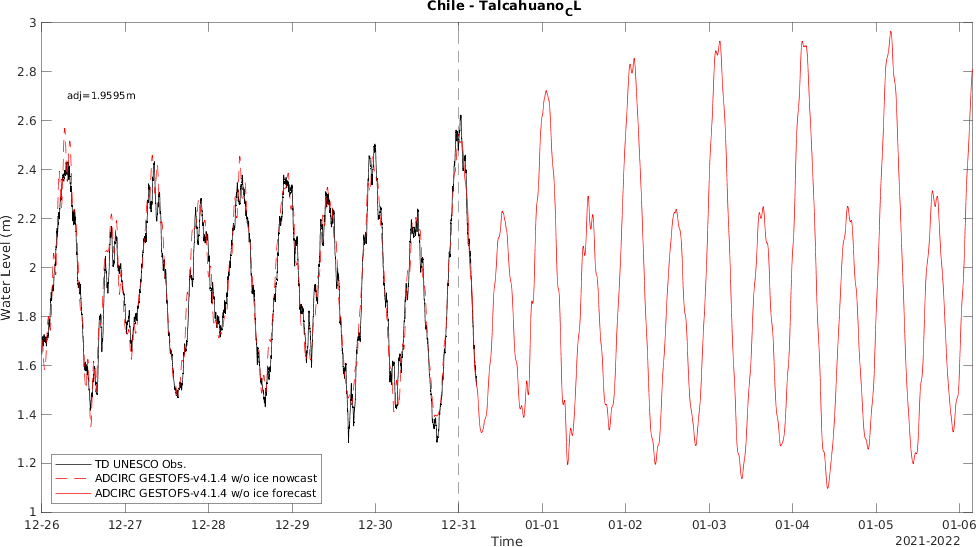 Chile - Talcahuano_CL
adj=1.9595m
Water Level (m)
3
2.8
2.6
2.4
2.2
2
1.8
1.6
1.4
1.2
1
TD UNESCO Obs.
ADCIRC GESTOFS-v4.1.4 w/o ice nowcast
ADCIRC GESTOFS-v4.1.4 w/o ice forecast
12-26 12-27 12-28 12-29 12-30 12-31 01-01 01-02 01-03 01-04 01-05 01-06
Time
2021-2022